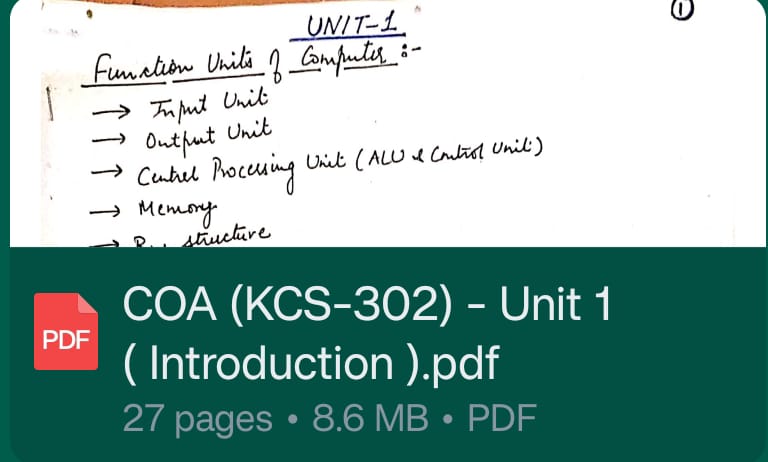 UNIT-1
①
Function Units of Computer :-
→ Input Unit
→ Output Unit
→ Central Processing Unit (ALU & Control Unit)
→ Memory
→ structure
PDF
COA (KCS-302) - Unit 1
( Introduction ).pdf
27 pages • 8.6 MB • PDF